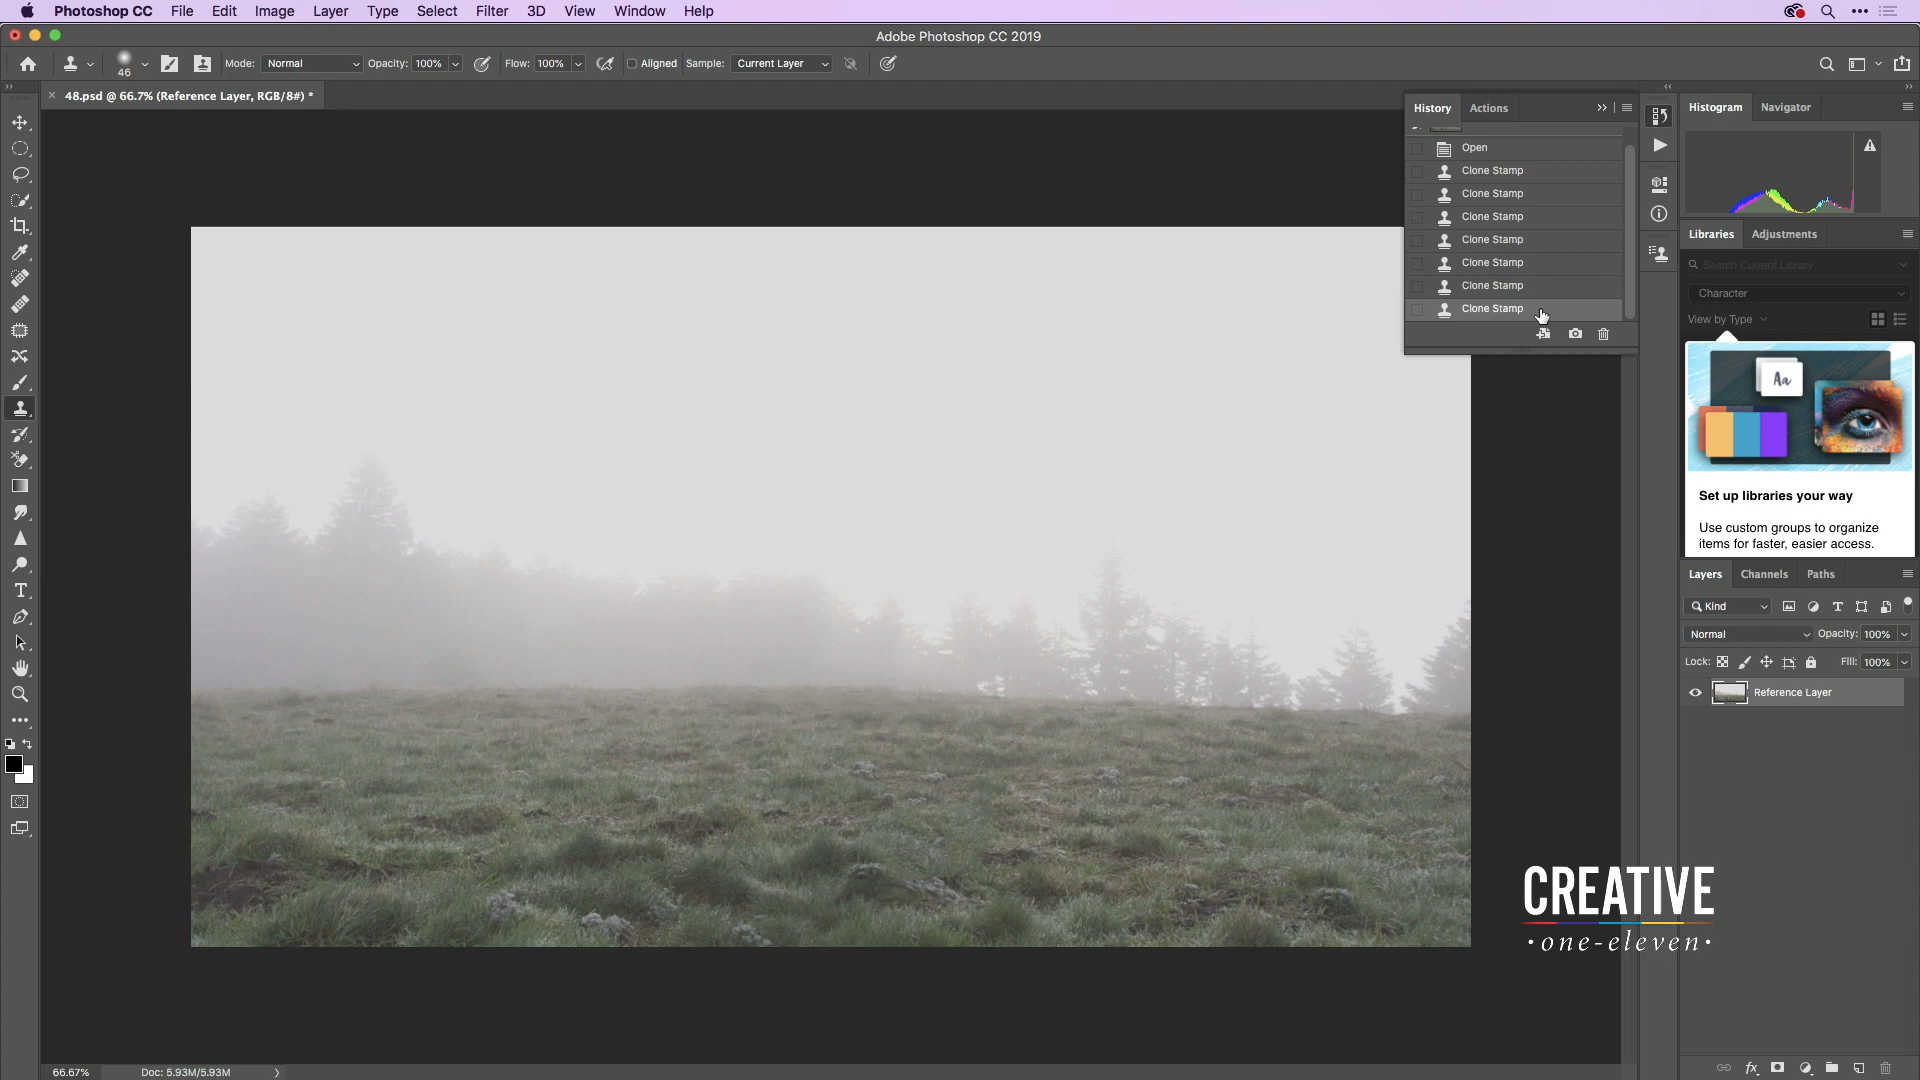 Photoshop CC File Edit Image Layer Type Select Filter 3D View Window Help
Adobe Photoshop CC 2019
46 Mode: Normal Opacity: 100% Flow: 100% Aligned Sample: Current Layer
48.psd @ 66.7% (Reference Layer, RGB/8#) *
History Actions
Open
Clone Stamp
Clone Stamp
Clone Stamp
Clone Stamp
Clone Stamp
Clone Stamp
Clone Stamp
Histogram Navigator
Libraries Adjustments
Search Current Library
Character
View by Type
Aa
Set up libraries your way
Use custom groups to organize
items for faster, easier access.
Layers Channels Paths
Kind
Normal Opacity: 100%
Lock: Fill: 100%
Reference Layer
CREATIVE
•one-eleven•
66.67% Doc: 5.93M/5.93M